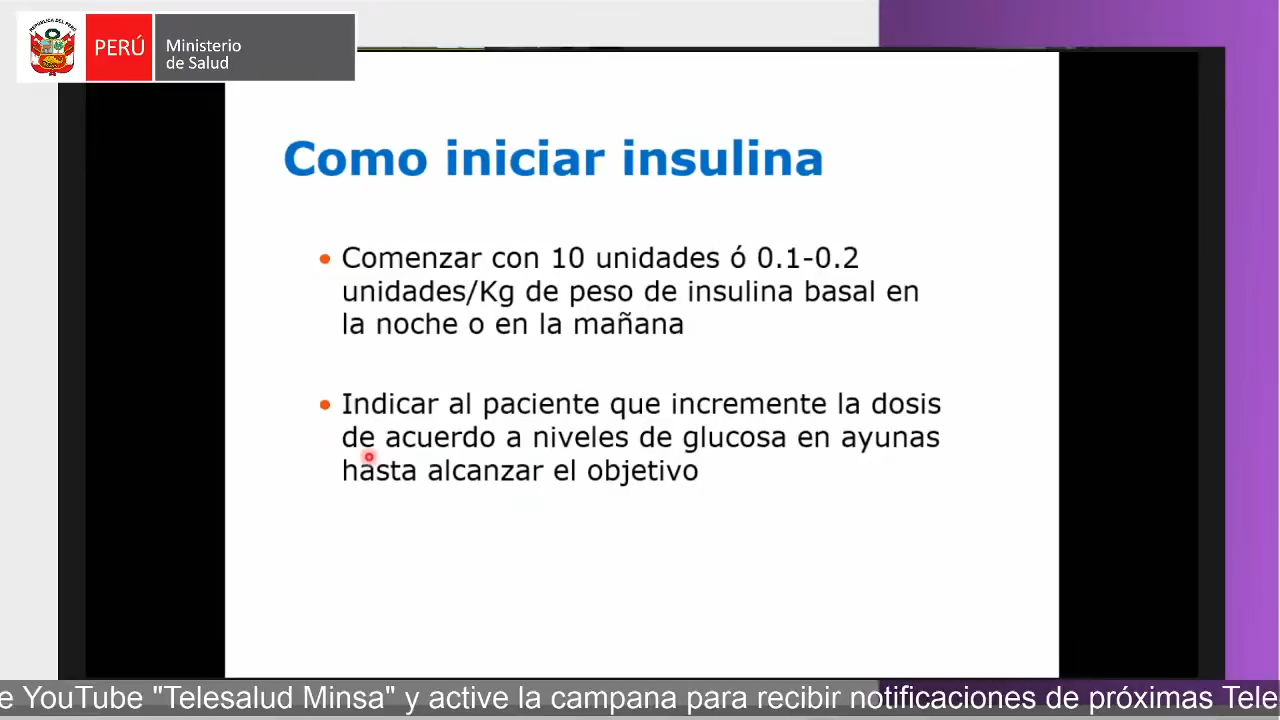 REPÚBLICA DEL PERÚ
PERÚ
Ministerio
de Salud
Como iniciar insulina
• Comenzar con 10 unidades ó 0.1-0.2
unidades/Kg de peso de insulina basal en
la noche o en la mañana
• Indicar al paciente que incremente la dosis
de acuerdo a niveles de glucosa en ayunas
hasta alcanzar el objetivo
e YouTube "Telesalud Minsa" y active la campana para recibir notificaciones de próximas Tele